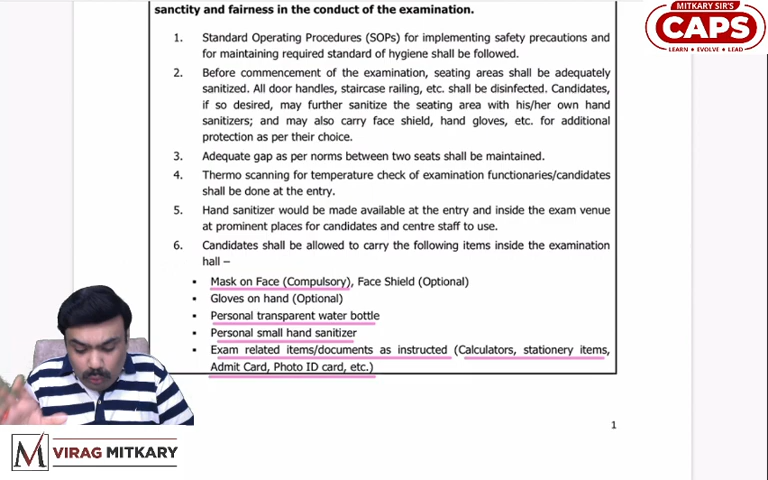 sanctity and fairness in the conduct of the examination.
MITKARY SIR'S
CAPS
LEARN • EVOLVE • LEAD
1. Standard Operating Procedures (SOPs) for implementing safety precautions and
for maintaining required standard of hygiene shall be followed.
2. Before commencement of the examination, seating areas shall be adequately
sanitized. All door handles, staircase railing, etc. shall be disinfected. Candidates,
if so desired, may further sanitize the seating area with his/her own hand
sanitizers; and may also carry face shield, hand gloves, etc. for additional
protection as per their choice.
3. Adequate gap as per norms between two seats shall be maintained.
4. Thermo scanning for temperature check of examination functionaries/candidates
shall be done at the entry.
5. Hand sanitizer would be made available at the entry and inside the exam venue
at prominent places for candidates and centre staff to use.
6. Candidates shall be allowed to carry the following items inside the examination
hall –
▪ Mask on Face (Compulsory), Face Shield (Optional)
▪ Gloves on hand (Optional)
▪ Personal transparent water bottle
▪ Personal small hand sanitizer
▪ Exam related items/documents as instructed (Calculators, stationery items,
Admit Card, Photo ID card, etc.)
1
VIRAG MITKARY